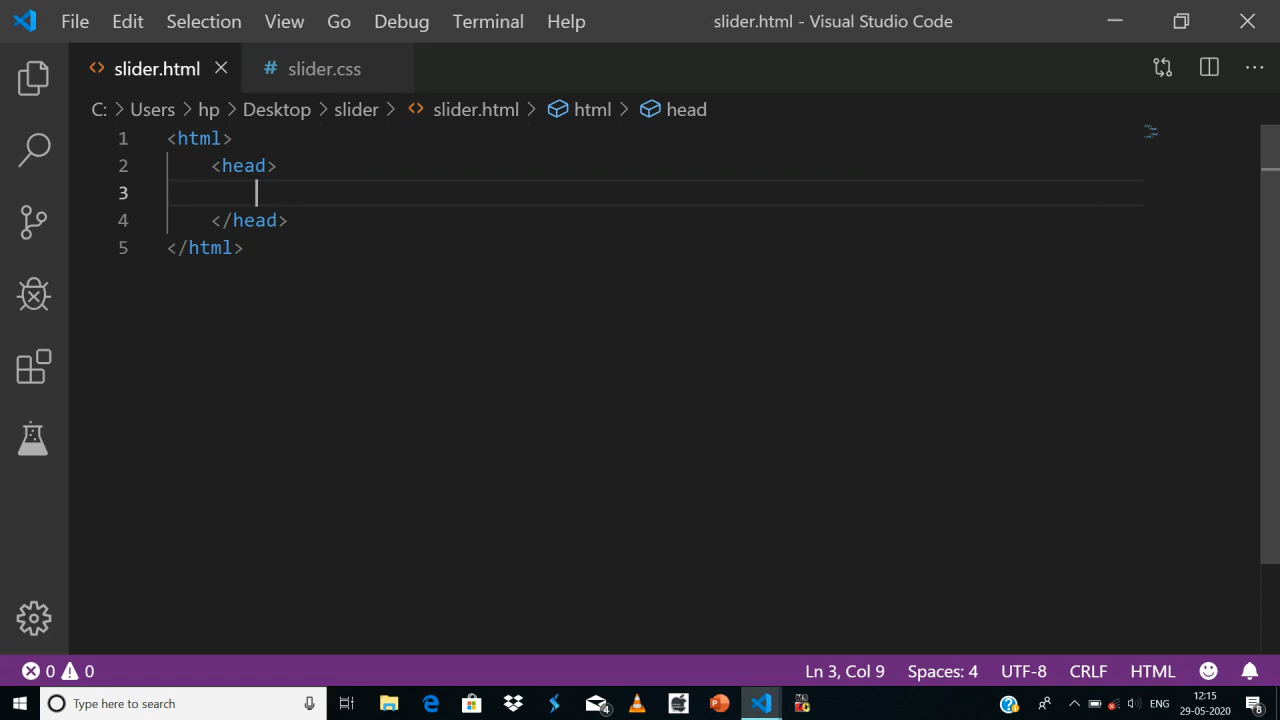 File Edit Selection View Go Debug Terminal Help slider.html - Visual Studio Code
slider.html slider.css
C: Users hp Desktop slider slider.html html head
1 <html>
2 <head>
3
4 </head>
5 </html>
0 0 Ln 3, Col 9 Spaces: 4 UTF-8 CRLF HTML
Type here to search 4 ENG 12:15 29-05-2020 8